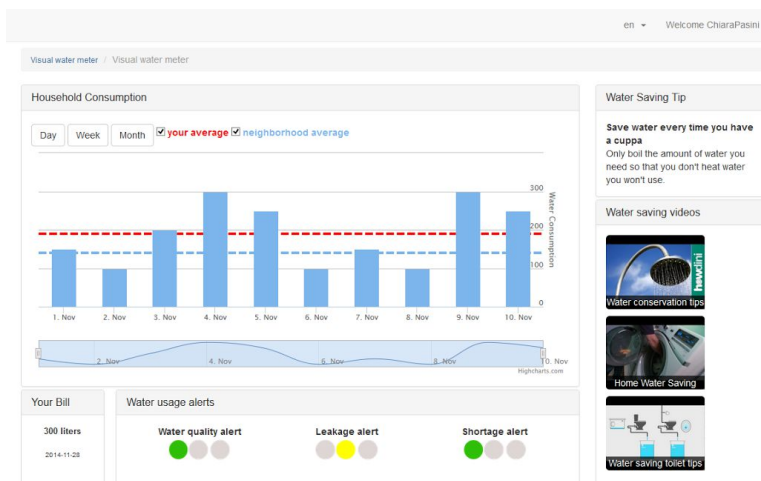 en
Welcome ChiaraPasini
Visual water meter / Visual water meter
Household Consumption
Day
Week
Month
your average
neighborhood average
300
200
100
0
Water Consumption
1. Nov
2. Nov
3. Nov
4. Nov
5. Nov
6. Nov
7. Nov
8. Nov
9. Nov
10. Nov
2. Nov
4. Nov
6. Nov
8. Nov
10. Nov
Highcharts.com
Your Bill
300 liters
2014-11-28
Water usage alerts
Water quality alert
Leakage alert
Shortage alert
Water Saving Tip
Save water every time you have
a cuppa
Only boil the amount of water you
need so that you don't heat water
you won't use.
Water saving videos
howdini
Water conservation tips
Home Water Saving
Water saving toilet tips